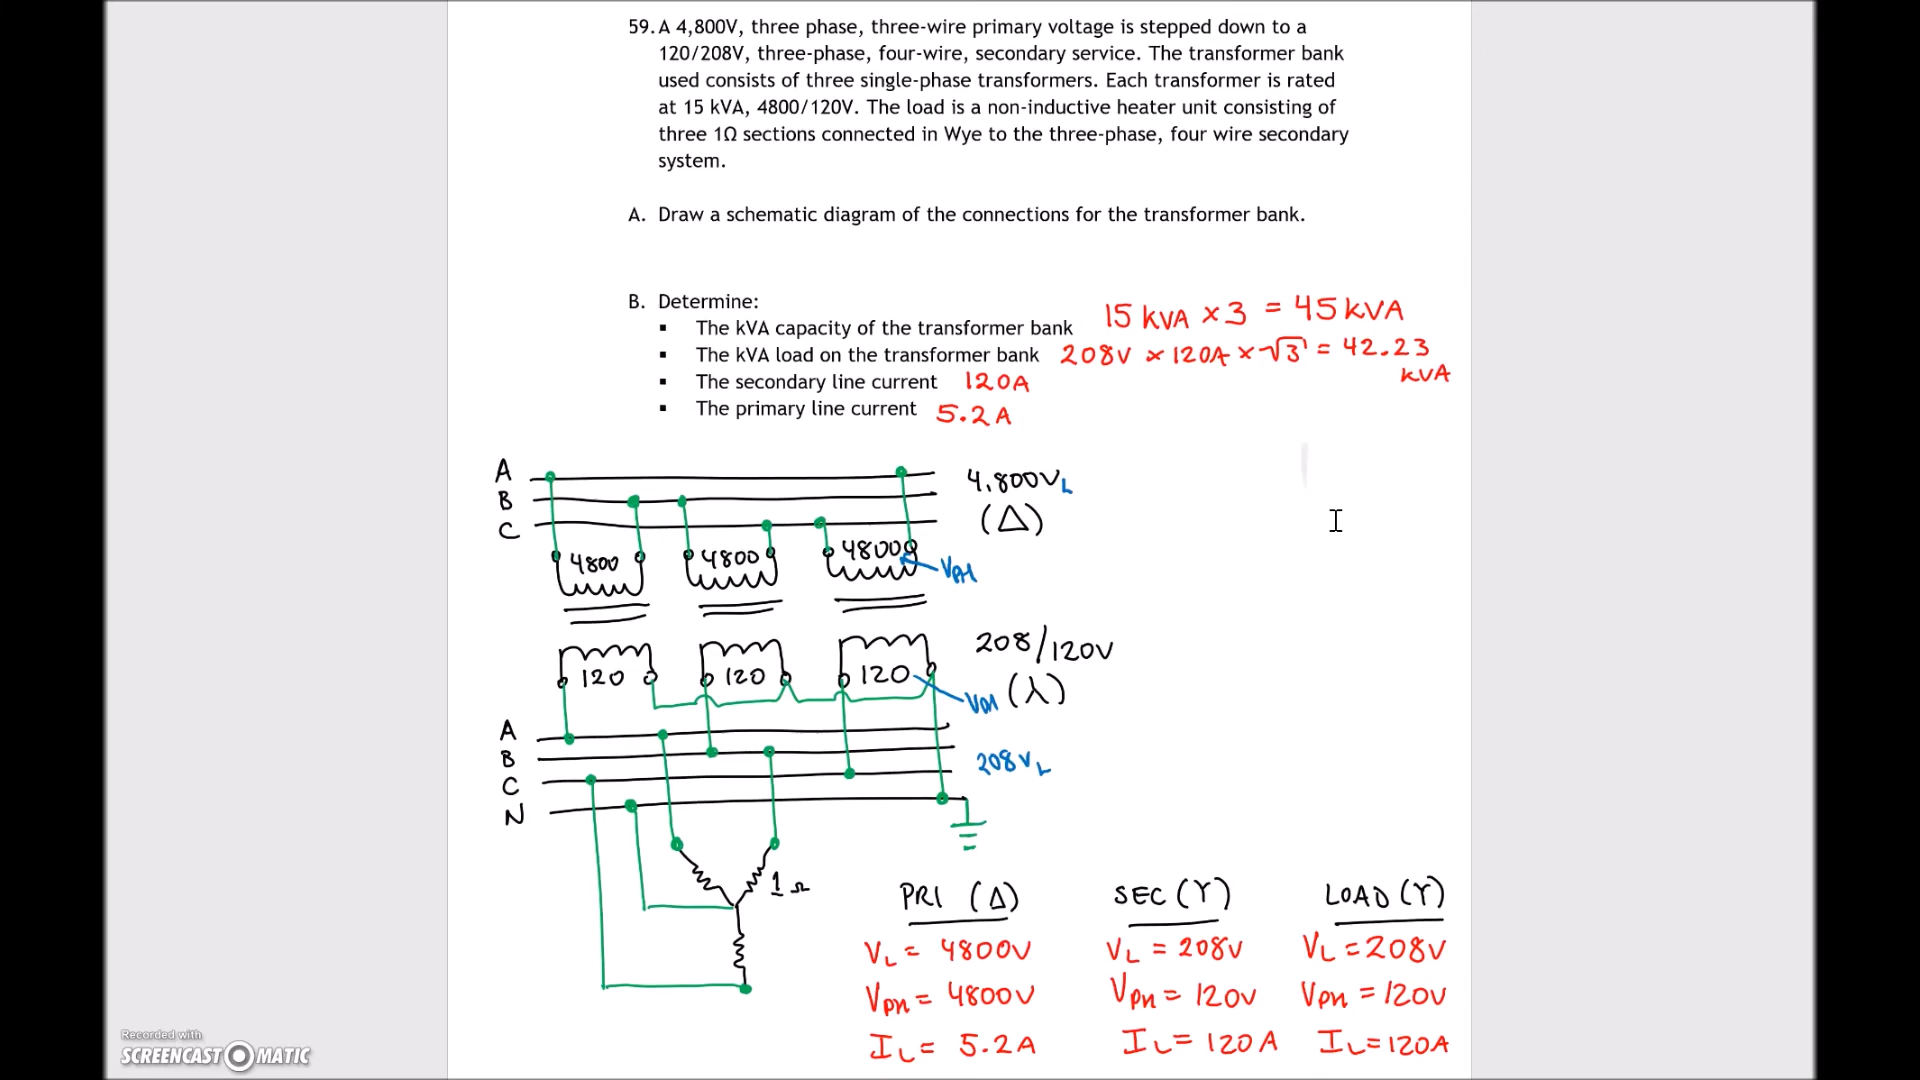 59. A 4,800V, three phase, three-wire primary voltage is stepped down to a
120/208V, three-phase, four-wire, secondary service. The transformer bank
used consists of three single-phase transformers. Each transformer is rated
at 15 kVA, 4800/120V. The load is a non-inductive heater unit consisting of
three 1Ω sections connected in Wye to the three-phase, four wire secondary
system.
A. Draw a schematic diagram of the connections for the transformer bank.
B. Determine:
▪ The kVA capacity of the transformer bank 15 kVA × 3 = 45 kVA
▪ The kVA load on the transformer bank 208V × 120A × √3 = 42.23 kVA
▪ The secondary line current 120A
▪ The primary line current 5.2A
A
B
C
4,800VL
(Δ)
4800 4800 4800
VPH
120 120 120
208/120V
VPH (⅄)
A
B
C
N
208VL
1Ω
PRI (Δ) SEC (Y) LOAD (Y)
VL = 4800V VL = 208V VL = 208V
VPH = 4800V VPH = 120V VPH = 120V
IL = 5.2A IL = 120A IL = 120A
Recorded with
SCREENCAST-O-MATIC